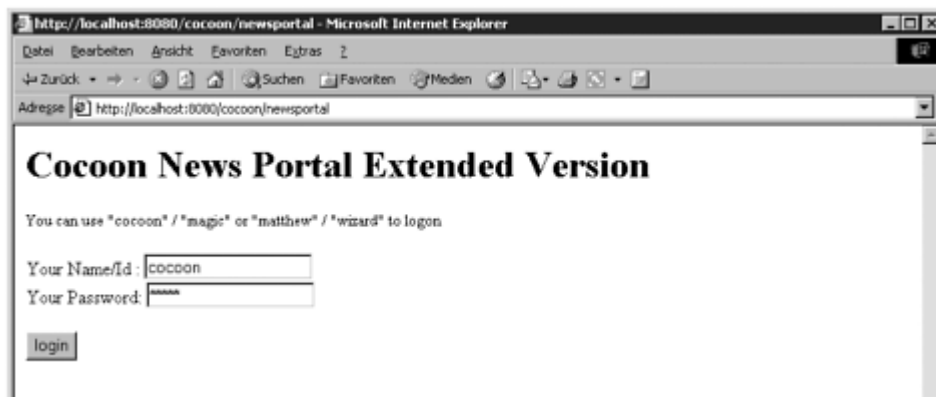 http://localhost:8080/cocoon/newsportal - Microsoft Internet Explorer
Datei Bearbeiten Ansicht Favoriten Extras ?
Zurück Suchen Favoriten Medien
Adresse http://localhost:8080/cocoon/newsportal
Cocoon News Portal Extended Version
You can use "cocoon" / "magic" or "matthew" / "wizard" to logon
Your Name/Id : cocoon
Your Password: *****
login